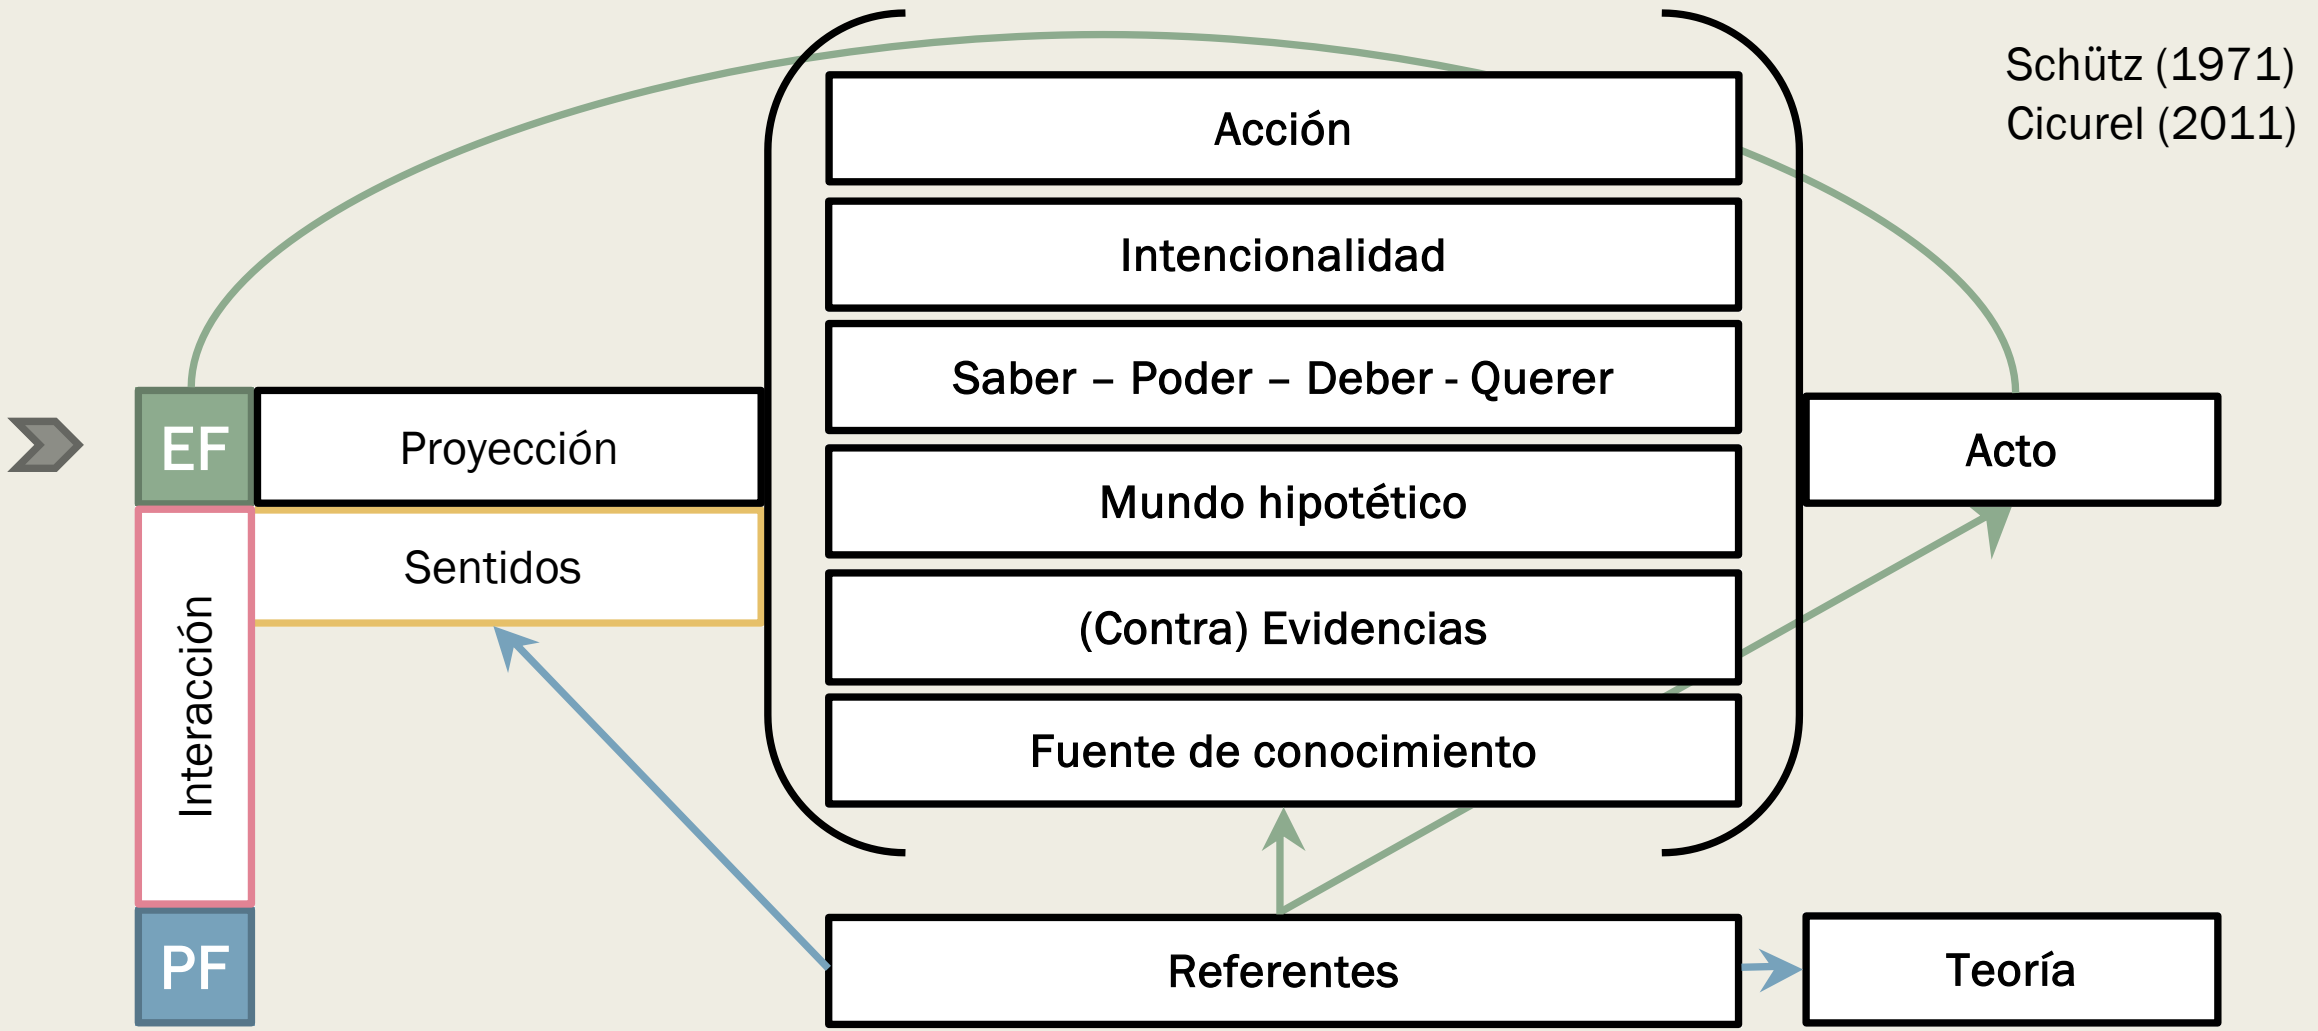 Schütz (1971)
Cicurel (2011)
Acción
Intencionalidad
Saber – Poder – Deber - Querer
EF
Proyección
Acto
Mundo hipotético
Sentidos
(Contra) Evidencias
Interacción
Fuente de conocimiento
PF
Referentes
Teoría